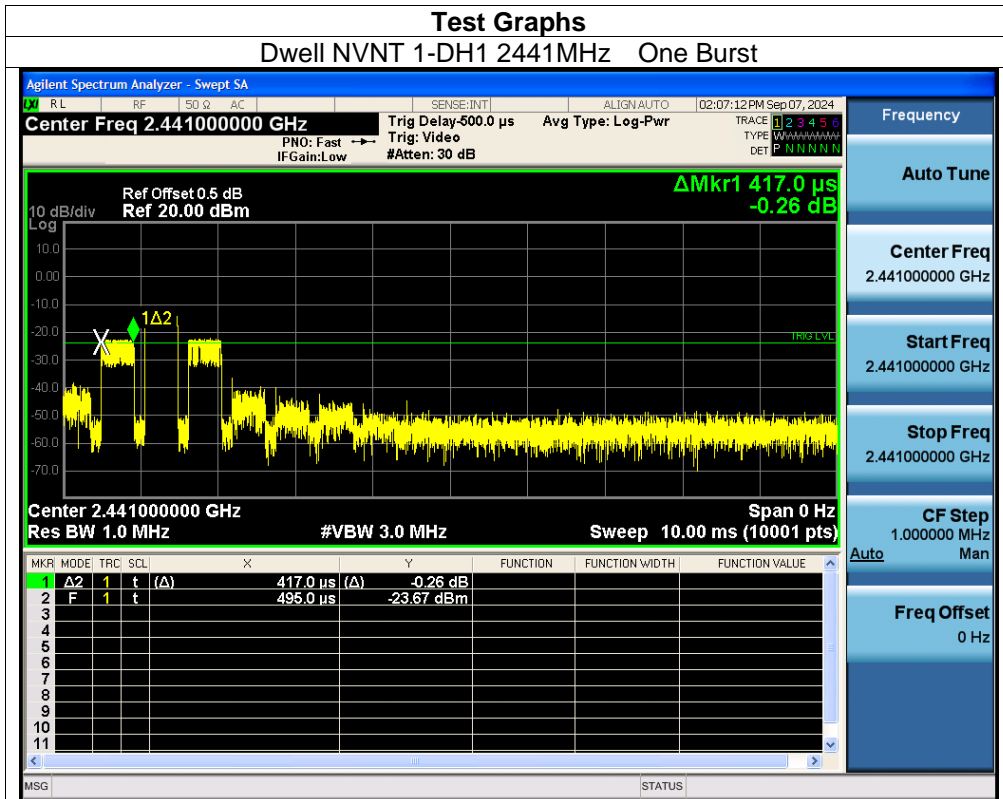 Test Graphs
Dwell NVNT 1-DH1 2441MHz One Burst
Agilent Spectrum Analyzer - Swept SA
LXI RL RF 50 Ω AC SENSE:INT ALIGN AUTO 02:07:12 PM Sep 07, 2024
Center Freq 2.441000000 GHz Trig Delay-500.0 μs Avg Type: Log-Pwr TRACE 1 2 3 4 5 6
PNO: Fast Trig: Video TYPE WWWWWW
IFGain:Low #Atten: 30 dB DET P N N N N N
Ref Offset 0.5 dB ΔMkr1 417.0 μs
10 dB/div Ref 20.00 dBm -0.26 dB
Log
10.0
0.00
-10.0
1Δ2
-20.0
TRIG LVL
-30.0
-40.0
-50.0
-60.0
-70.0
Center 2.441000000 GHz Span 0 Hz
Res BW 1.0 MHz #VBW 3.0 MHz Sweep 10.00 ms (10001 pts)
MKR MODE TRC SCL X Y FUNCTION FUNCTION WIDTH FUNCTION VALUE
1 Δ2 1 t (Δ) 417.0 μs (Δ) -0.26 dB
2 F 1 t 495.0 μs -23.67 dBm
3
4
5
6
7
8
9
10
11
MSG STATUS
Frequency
Auto Tune
Center Freq
2.441000000 GHz
Start Freq
2.441000000 GHz
Stop Freq
2.441000000 GHz
CF Step
1.000000 MHz
Auto Man
Freq Offset
0 Hz